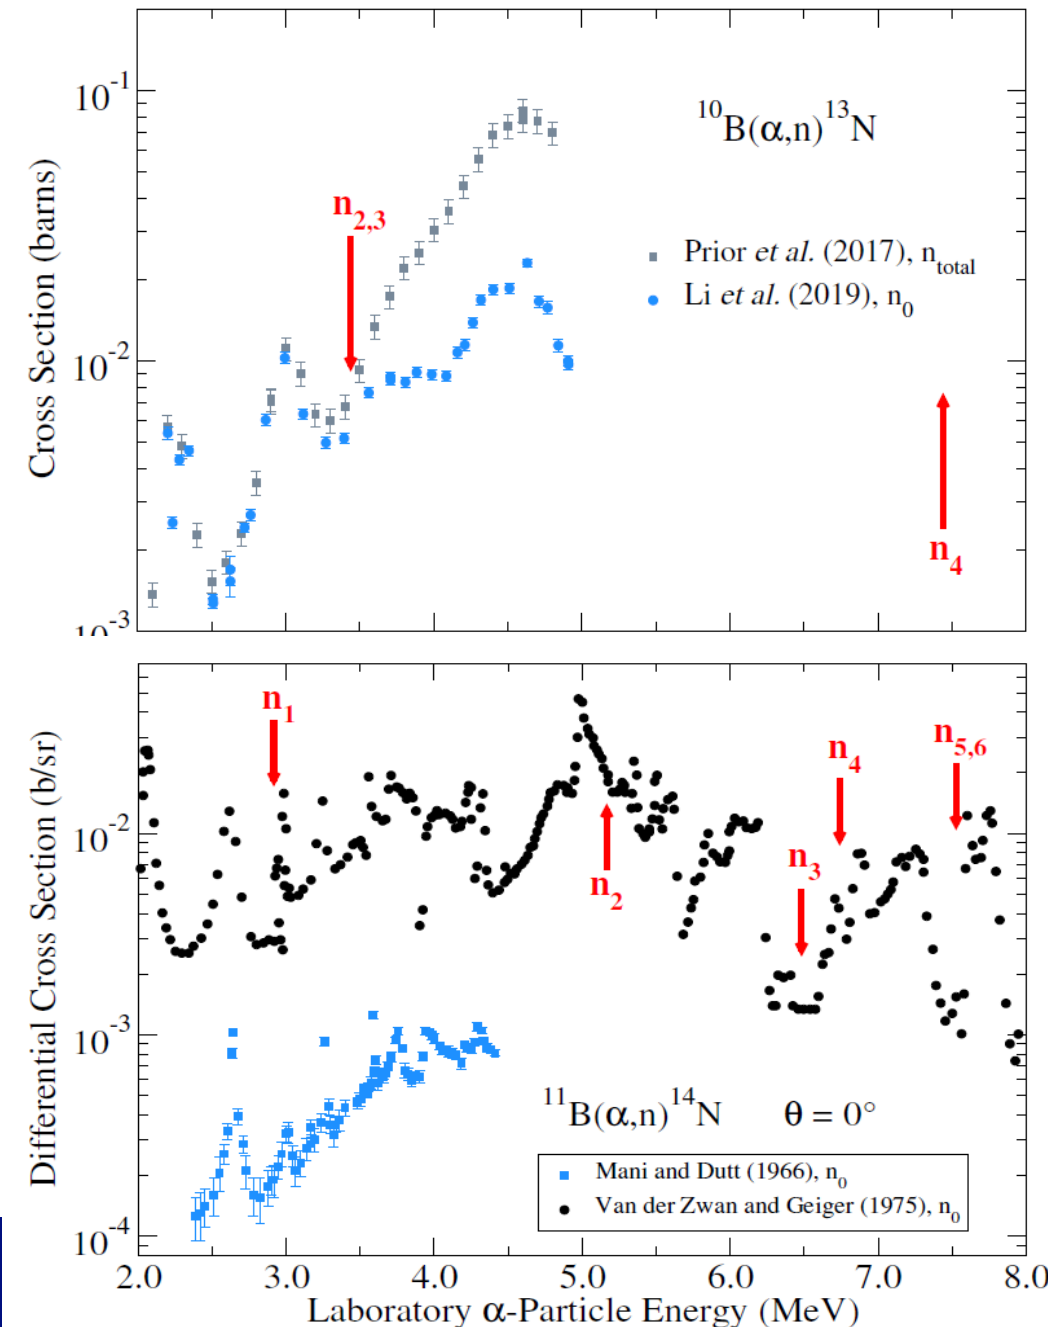 10⁻¹
10⁻²
10⁻³
Cross Section (barns)
¹⁰B(α,n)¹³N
n₂,₃
Prior et al. (2017), n_total
Li et al. (2019), n₀
n₄
n₁
n₂
n₃
n₄
n₅,₆
10⁻²
10⁻³
10⁻⁴
Differential Cross Section (b/sr)
¹¹B(α,n)¹⁴N θ = 0°
Mani and Dutt (1966), n₀
Van der Zwan and Geiger (1975), n₀
2.0 3.0 4.0 5.0 6.0 7.0 8.0
Laboratory α-Particle Energy (MeV)